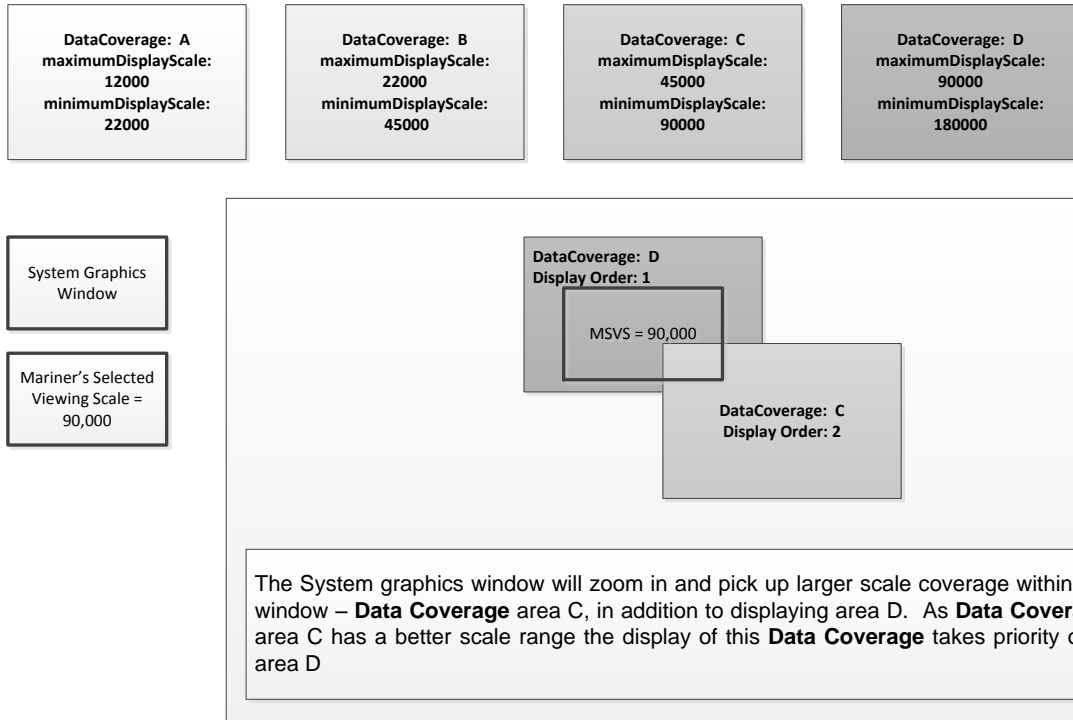 DataCoverage: A
maximumDisplayScale:
12000
minimumDisplayScale:
22000
DataCoverage: B
maximumDisplayScale:
22000
minimumDisplayScale:
45000
DataCoverage: C
maximumDisplayScale:
45000
minimumDisplayScale:
90000
DataCoverage: D
maximumDisplayScale:
90000
minimumDisplayScale:
180000
System Graphics
Window
Mariner's Selected
Viewing Scale =
90,000
DataCoverage: D
Display Order: 1
MSVS = 90,000
DataCoverage: C
Display Order: 2
The System graphics window will zoom in and pick up larger scale coverage within
window – Data Coverage area C, in addition to displaying area D. As Data
area C has a better scale range the display of this Data Coverage takes priority
area D